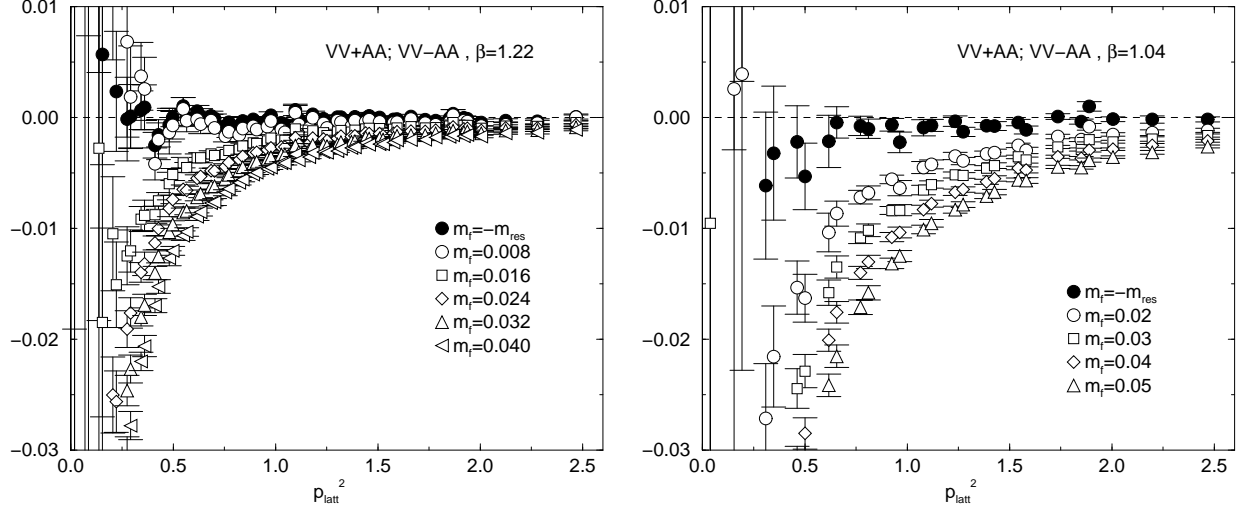 0.01
0.00
−0.01
−0.02
−0.03
0.0 0.5 1.0 1.5 2.0 2.5
p_latt^2
VV+AA; VV−AA , β=1.22
m_f=−m_res
m_f=0.008
m_f=0.016
m_f=0.024
m_f=0.032
m_f=0.040
0.01
0.00
−0.01
−0.02
−0.03
0.0 0.5 1.0 1.5 2.0 2.5
p_latt^2
VV+AA; VV−AA , β=1.04
m_f=−m_res
m_f=0.02
m_f=0.03
m_f=0.04
m_f=0.05